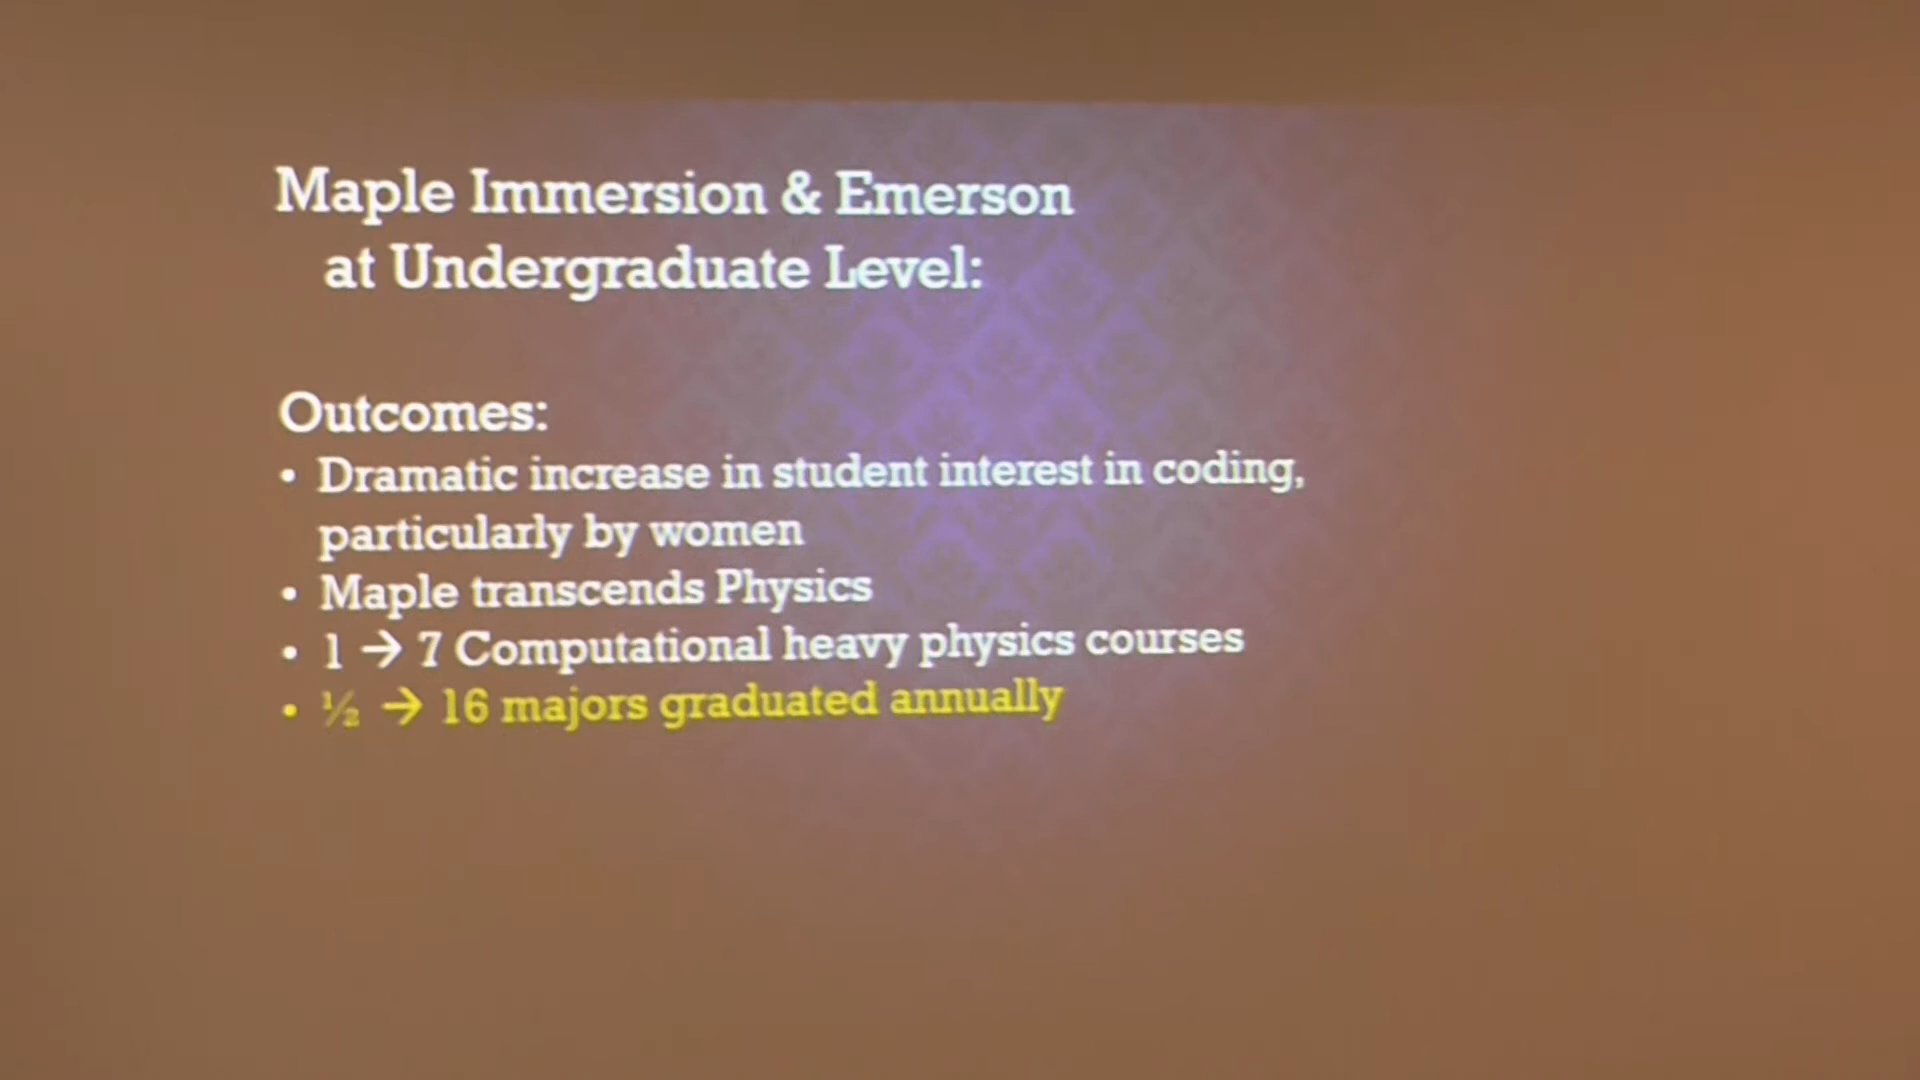 Maple Immersion & Emerson
at Undergraduate Level:
Outcomes:
• Dramatic increase in student interest in coding,
particularly by women
• Maple transcends Physics
• 1 → 7 Computational heavy physics courses
• ½ → 16 majors graduated annually